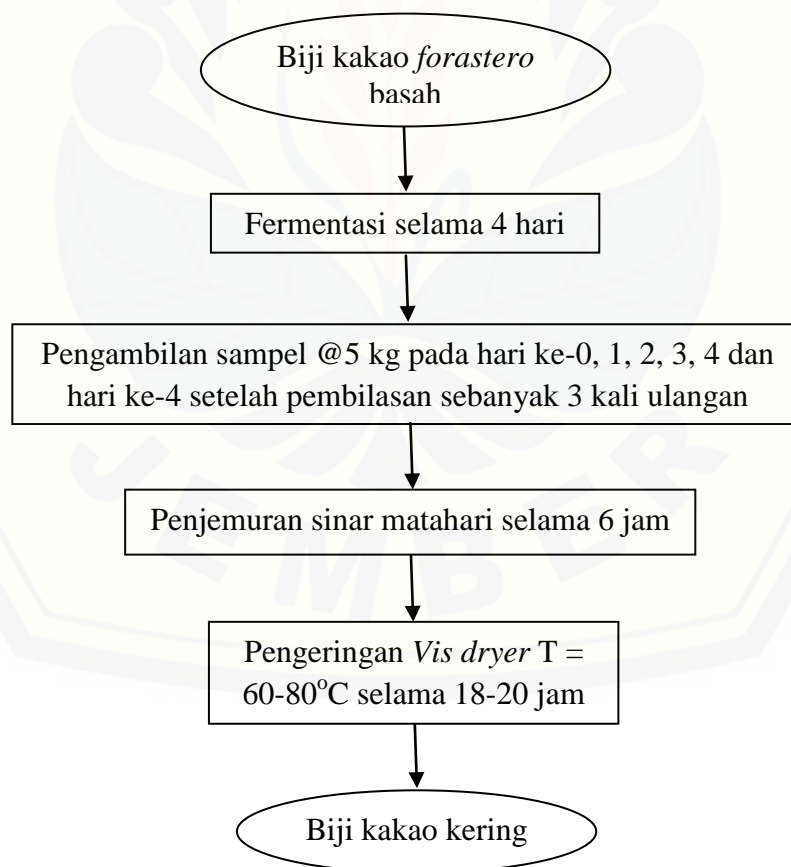 Biji kakao forastero
basah
Fermentasi selama 4 hari
Pengambilan sampel @5 kg pada hari ke-0, 1, 2, 3, 4 dan
hari ke-4 setelah pembilasan sebanyak 3 kali ulangan
JEMBER
Penjemuran sinar matahari selama 6 jam
Pengeringan Vis dryer T =
60-80°C selama 18-20 jam
Biji kakao kering